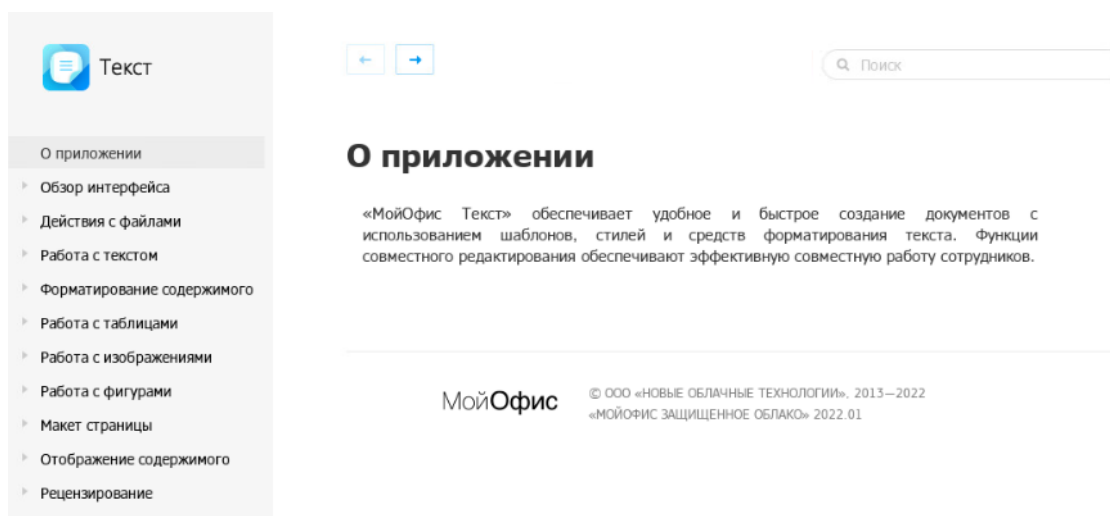 Текст
О приложении
Обзор интерфейса
Действия с файлами
Работа с текстом
Форматирование содержимого
Работа с таблицами
Работа с изображениями
Работа с фигурами
Макет страницы
Отображение содержимого
Рецензирование
Поиск
О приложении
«МойОфис Текст» обеспечивает удобное и быстрое создание документов с
использованием шаблонов, стилей и средств форматирования текста. Функции
совместного редактирования обеспечивают эффективную совместную работу сотрудников.
МойОфис
© ООО «НОВЫЕ ОБЛАЧНЫЕ ТЕХНОЛОГИИ», 2013—2022
«МОЙОФИС ЗАЩИЩЕННОЕ ОБЛАКО» 2022.01